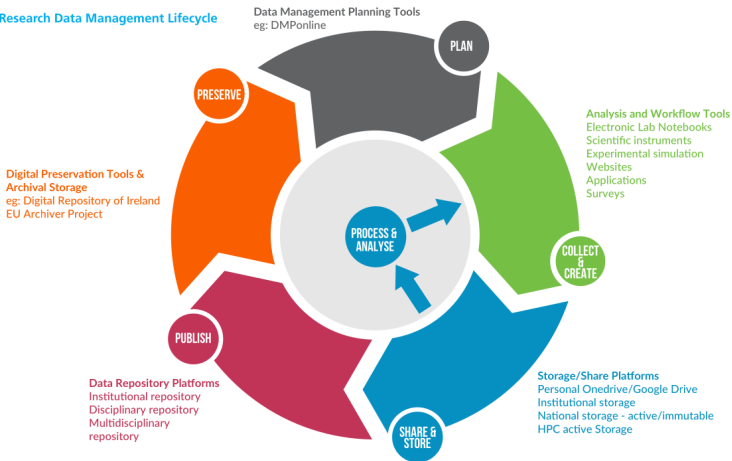 Research Data Management Lifecycle
Data Management Planning Tools
eg: DMPonline
PLAN
PRESERVE
Analysis and Workflow Tools
Electronic Lab Notebooks
Scientific instruments
Experimental simulation
Websites
Applications
Surveys
Digital Preservation Tools &
Archival Storage
eg: Digital Repository of Ireland
EU Archiver Project
PROCESS &
ANALYSE
COLLECT
&
CREATE
PUBLISH
Data Repository Platforms
Institutional repository
Disciplinary repository
Multidisciplinary
repository
Storage/Share Platforms
Personal Onedrive/Google Drive
Institutional storage
National storage - active/immutable
HPC active Storage
SHARE &
STORE